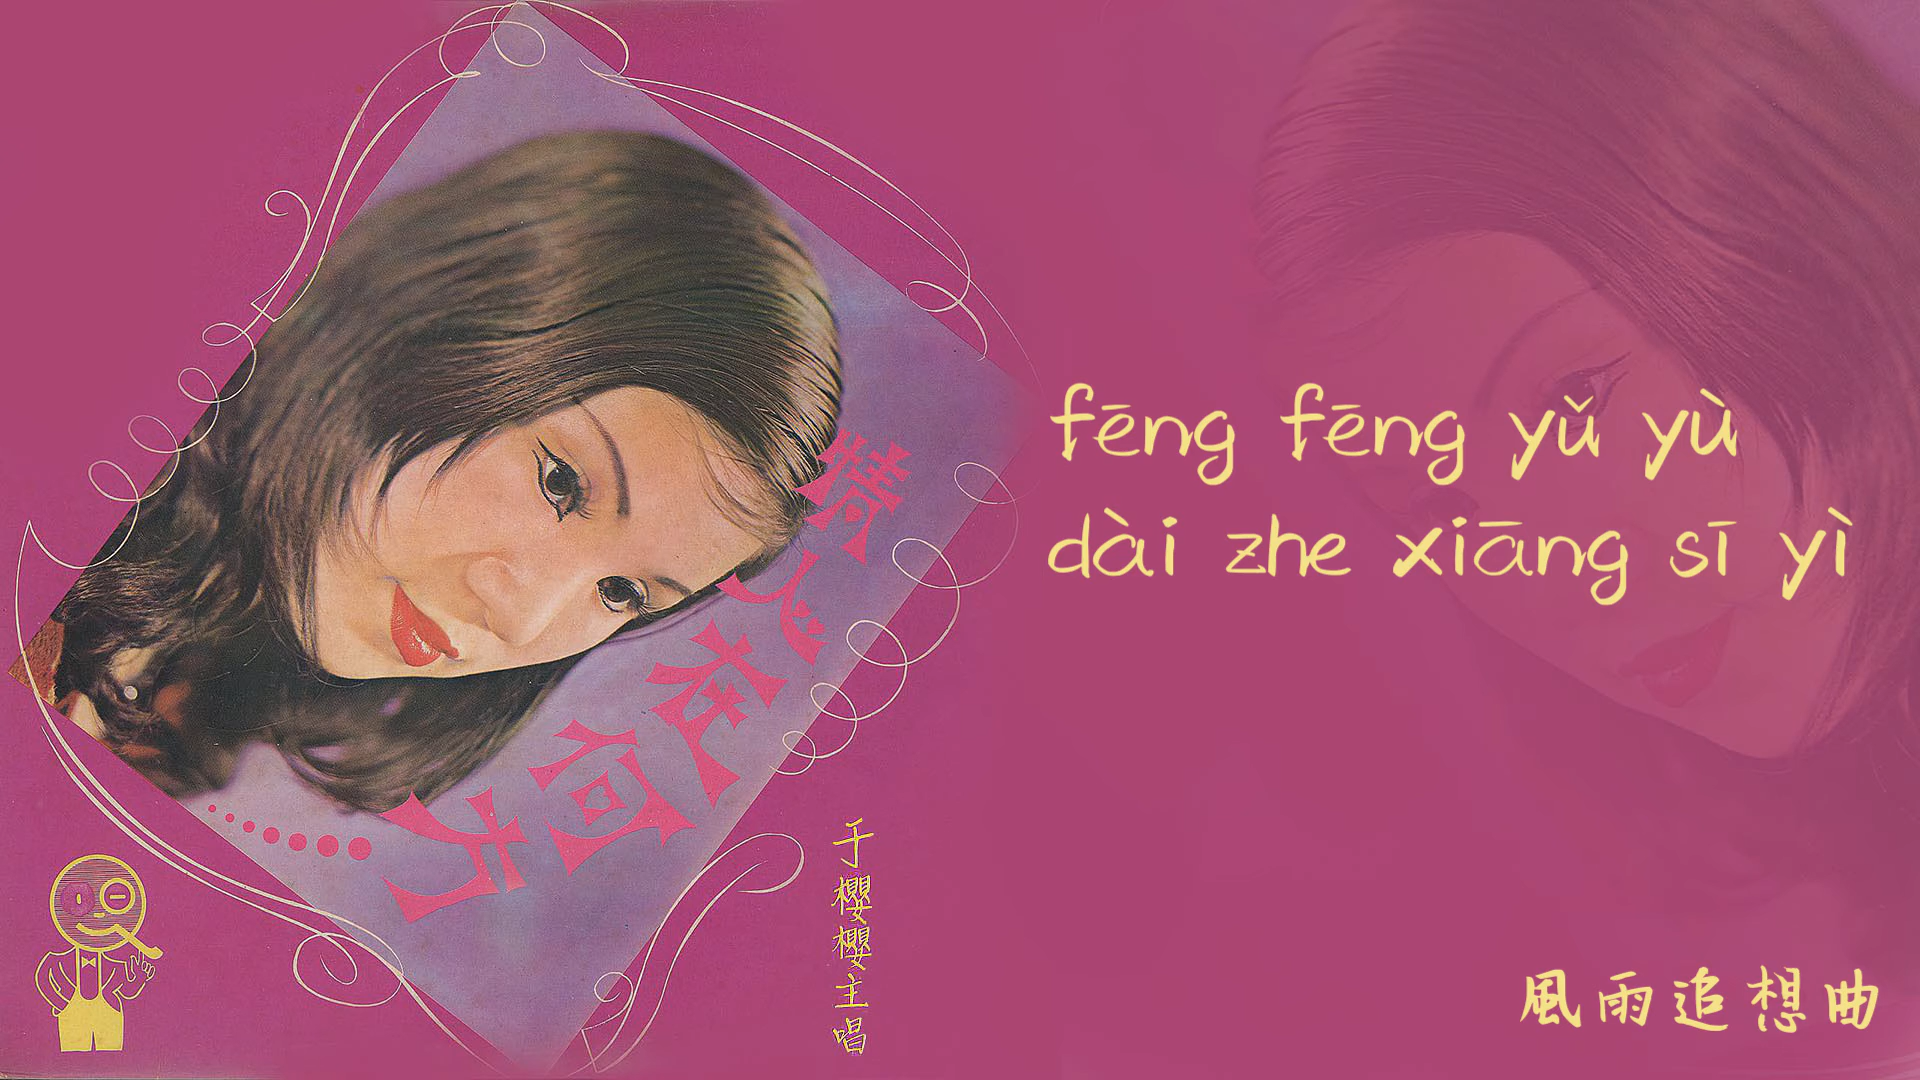 情人在何方
于櫻櫻主唱
fēng fēng yǔ yù
dài zhe xiāng sī yì
風雨追想曲